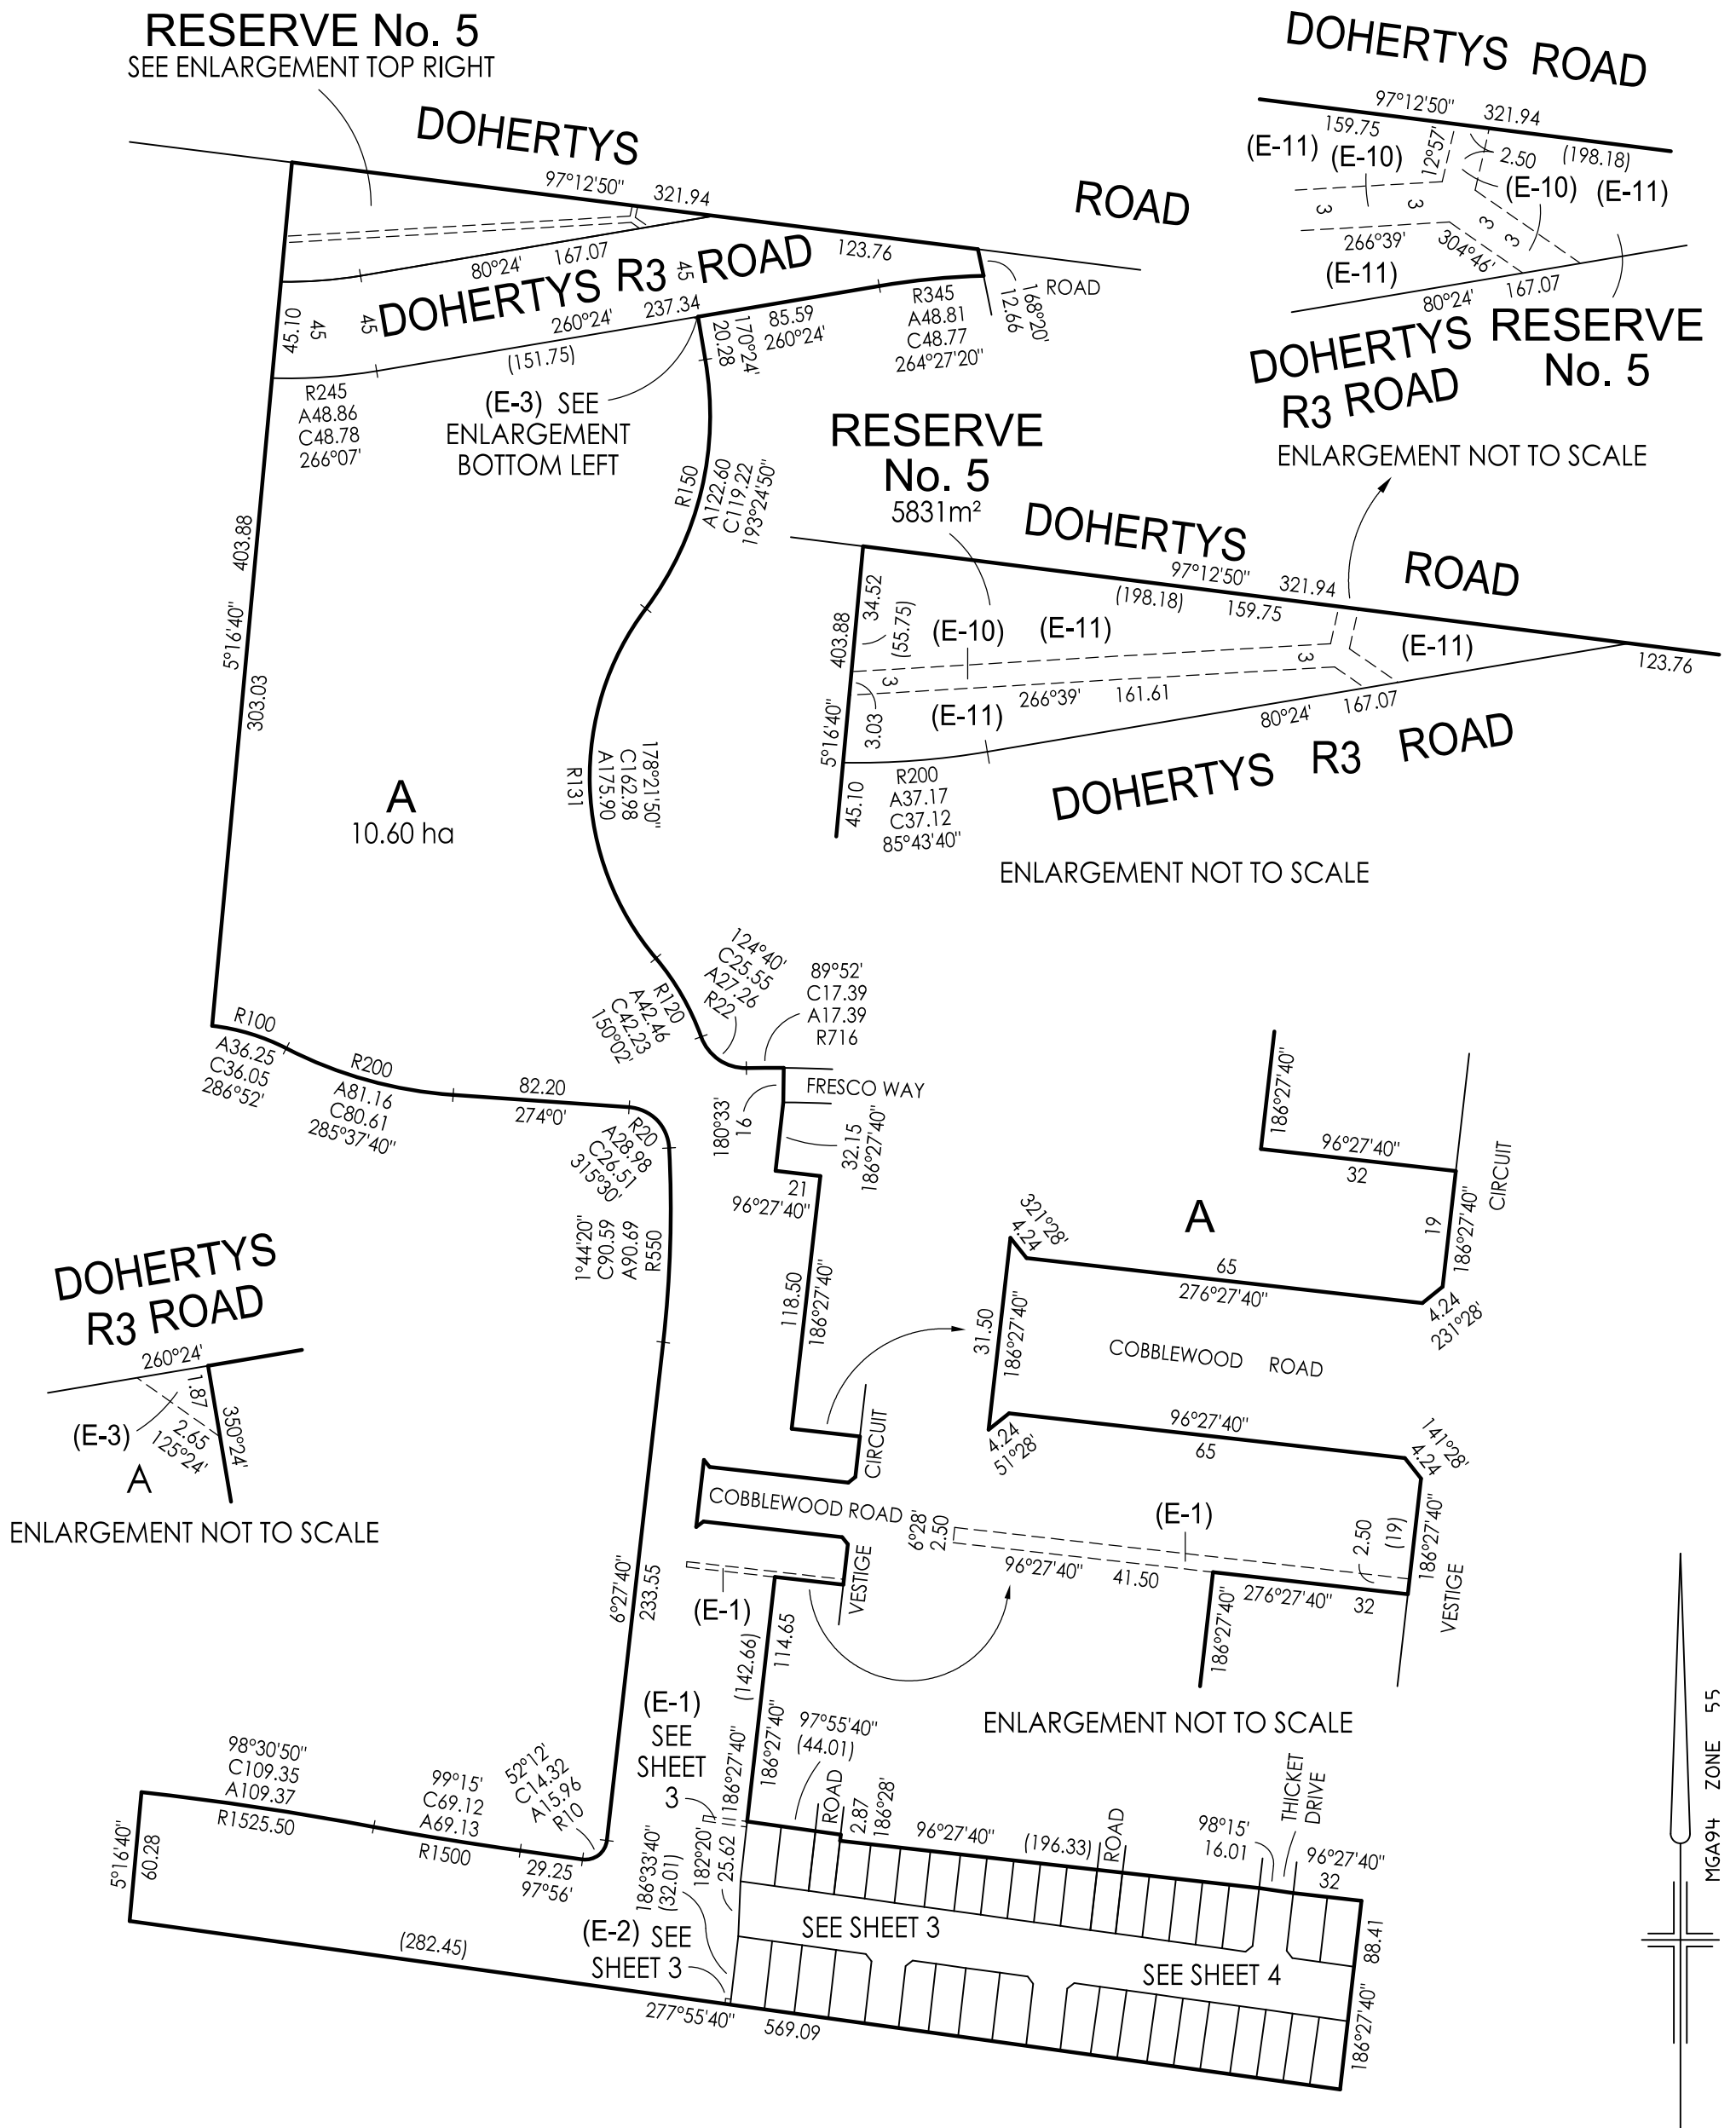 RESERVE No. 5
SEE ENLARGEMENT TOP RIGHT
DOHERTYS
ROAD
97°12'50" 321.94
80°24' 167.07
45
DOHERTYS R3 ROAD
123.76
168°20'
12.66
ROAD
45.10
45
45
260°24' 237.34
(151.75)
170°24'
20.28
85.59
260°24'
R345
A48.81
C48.77
264°27'20"
R245
A48.86
C48.78
266°07'
(E-3) SEE
ENLARGEMENT
BOTTOM LEFT
R150
A122.60
C119.22
193°24'50"
403.88
5°16'40"
303.03
A
10.60 ha
R131
A175.90
C162.98
178°21'50"
DOHERTYS ROAD
97°12'50" 321.94
159.75
12°57'
2.50
(198.18)
(E-11)
(E-10)
(E-10)
(E-11)
3
3
3
3
266°39'
304°46'
(E-11)
80°24' 167.07
RESERVE
No. 5
DOHERTYS
R3 ROAD
ENLARGEMENT NOT TO SCALE
RESERVE
No. 5
5831m²
DOHERTYS
ROAD
97°12'50" 321.94
(198.18) 159.75
34.52
(55.75)
403.88
(E-10)
(E-11)
(E-11)
3
3
123.76
266°39' 161.61
(E-11)
80°24' 167.07
5°16'40"
3.03
45.10
R200
A37.17
C37.12
85°43'40"
DOHERTYS R3 ROAD
ENLARGEMENT NOT TO SCALE
R100
A36.25
C36.05
286°52'
R200
A81.16
C80.61
285°37'40"
82.20
274°0'
R20
A28.98
C26.51
315°30'
R120
A42.46
C42.23
150°02'
124°40'
C25.55
A27.26
R22
89°52'
C17.39
A17.39
R716
FRESCO WAY
180°33'
16
32.15
186°27'40"
21
96°27'40"
1°44'20"
C90.59
A90.69
R550
118.50
186°27'40"
186°27'40"
96°27'40"
32
CIRCUIT
A
19
186°27'40"
321°28'
4.24
65
276°27'40"
4.24
231°28'
31.50
186°27'40"
COBBLEWOOD ROAD
96°27'40"
65
4.24
51°28'
141°28'
4.24
(E-1)
6°28'
2.50
96°27'40" 41.50
2.50
(19)
186°27'40"
276°27'40" 32
VESTIGE
186°27'40"
ENLARGEMENT NOT TO SCALE
DOHERTYS
R3 ROAD
260°24'
1.87
350°24'
(E-3)
2.65
125°24'
A
ENLARGEMENT NOT TO SCALE
CIRCUIT
COBBLEWOOD ROAD
VESTIGE
(E-1)
6°27'40"
233.55
(142.66)
114.65
186°27'40"
186°27'40"
(E-1)
SEE
SHEET
3
97°55'40"
(44.01)
ROAD
2.87
186°28'
96°27'40" (196.33)
ROAD
98°15'
16.01
THICKET
DRIVE
96°27'40"
32
98°30'50"
C109.35
A109.37
R1525.50
99°15'
C69.12
A69.13
R1500
52°12'
C14.32
A15.96
R10
29.25
97°56'
5°16'40"
60.28
186°33'40"
(32.01)
182°20'
25.62
(E-2) SEE
SHEET 3
SEE SHEET 3
SEE SHEET 4
88.41
186°27'40"
(282.45)
277°55'40" 569.09
MGA94 ZONE 55